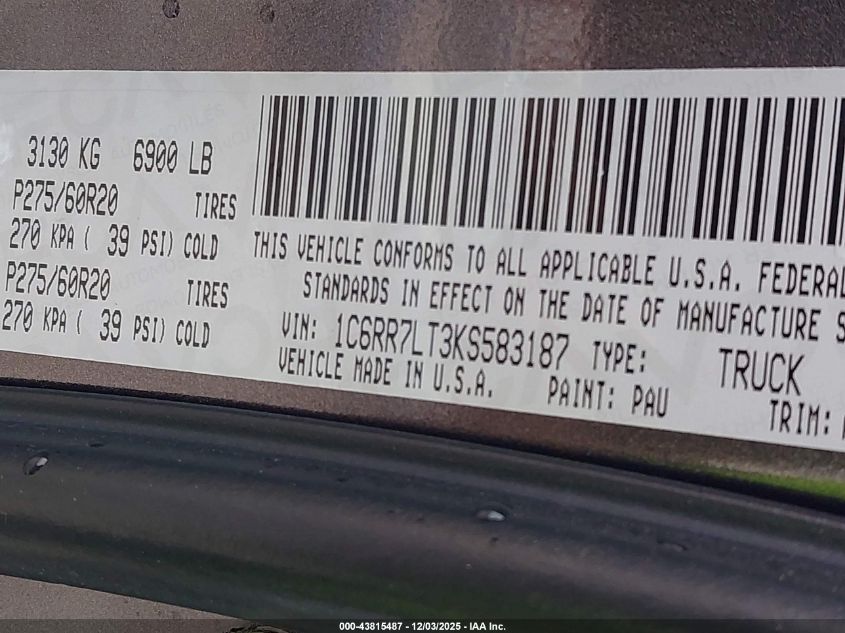 3130 KG 6900 LB
P275/60R20 TIRES
270 KPA ( 39 PSI) COLD
P275/60R20 TIRES
270 KPA ( 39 PSI) COLD
THIS VEHICLE CONFORMS TO ALL APPLICABLE U.S.A. FEDERAL
STANDARDS IN EFFECT ON THE DATE OF MANUFACTURE S
VIN: 1C6RR7LT3KS583187 TYPE: TRUCK
VEHICLE MADE IN U.S.A. PAINT: PAU
TRIM:
000-43815487 - 12/03/2025 - IAA Inc.